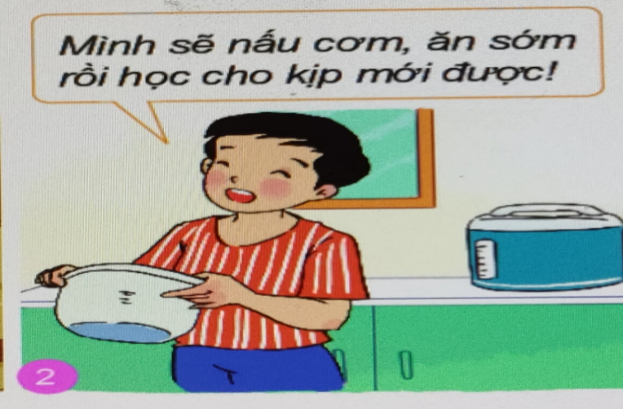 Mình sẽ nấu cơm, ăn sớm
rồi học cho kịp mới được!
2